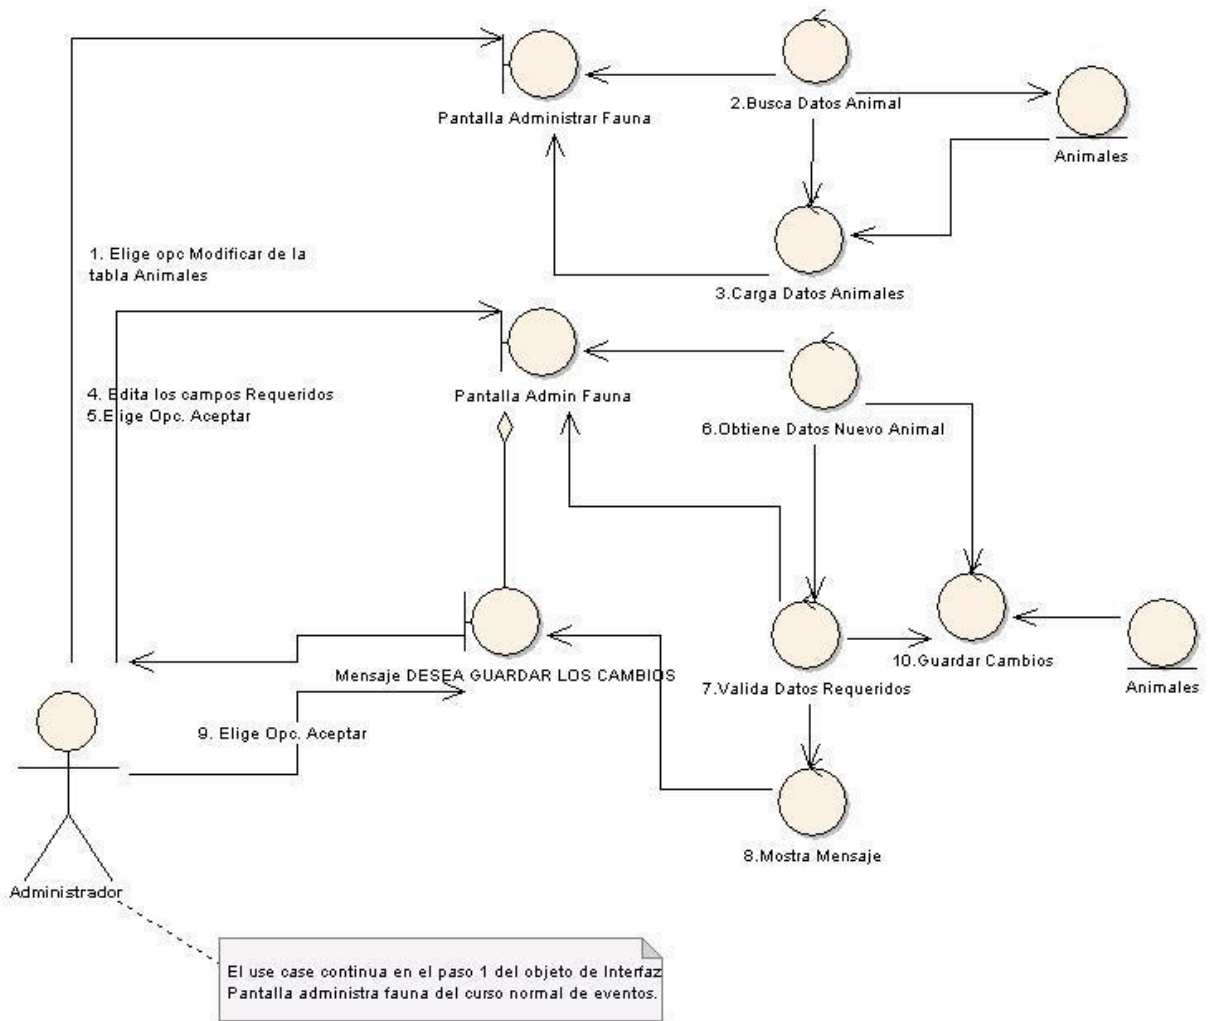 Pantalla Administrar Fauna
2.Busca Datos Animal
Animales
1. Elige opc Modificar de la
tabla Animales
3.Carga Datos Animales
4. Edita los campos Requeridos
5.Elige Opc. Aceptar
Pantalla Admin Fauna
6.Obtiene Datos Nuevo Animal
Mensaje DESEA GUARDAR LOS CAMBIOS
7.Valida Datos Requeridos
10.Guardar Cambios
Animales
9. Elige Opc. Aceptar
8.Mostra Mensaje
Administrador
El use case continua en el paso 1 del objeto de Interfaz
Pantalla administra fauna del curso normal de eventos.